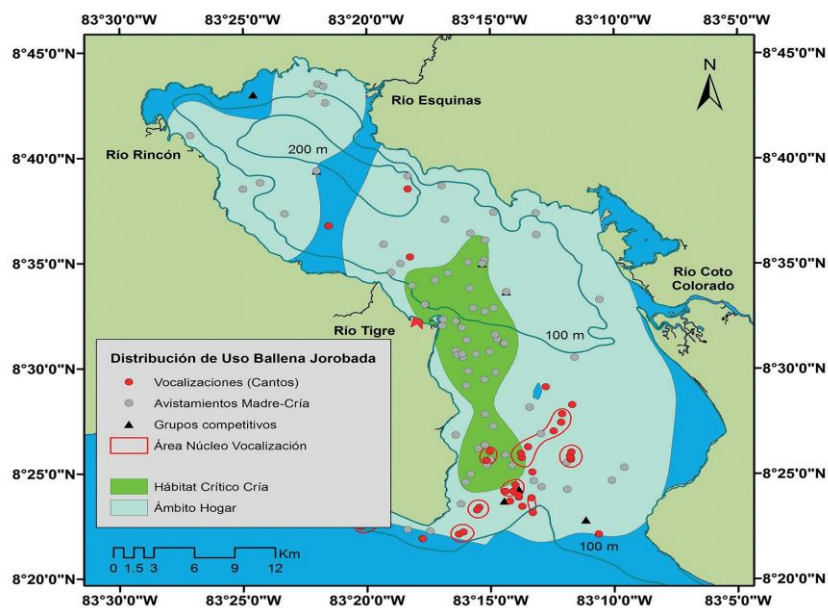 83°30'0"W 83°25'0"W 83°20'0"W 83°15'0"W 83°10'0"W 83°5'0"W
8°45'0"N
8°40'0"N
8°35'0"N
8°30'0"N
8°25'0"N
8°20'0"N
N
Río Esquinas
Río Rincón
200 m
Río Coto
Colorado
Río Tigre
100 m
Distribución de Uso Ballena Jorobada
Vocalizaciones (Cantos)
Avistamientos Madre-Cría
Grupos competitivos
Área Núcleo Vocalización
Hábitat Crítico Cría
Ámbito Hogar
100 m
Km
0 1.5 3 6 9 12
8°45'0"N
8°40'0"N
8°35'0"N
8°30'0"N
8°25'0"N
8°20'0"N
83°30'0"W 83°25'0"W 83°20'0"W 83°15'0"W 83°10'0"W 83°5'0"W